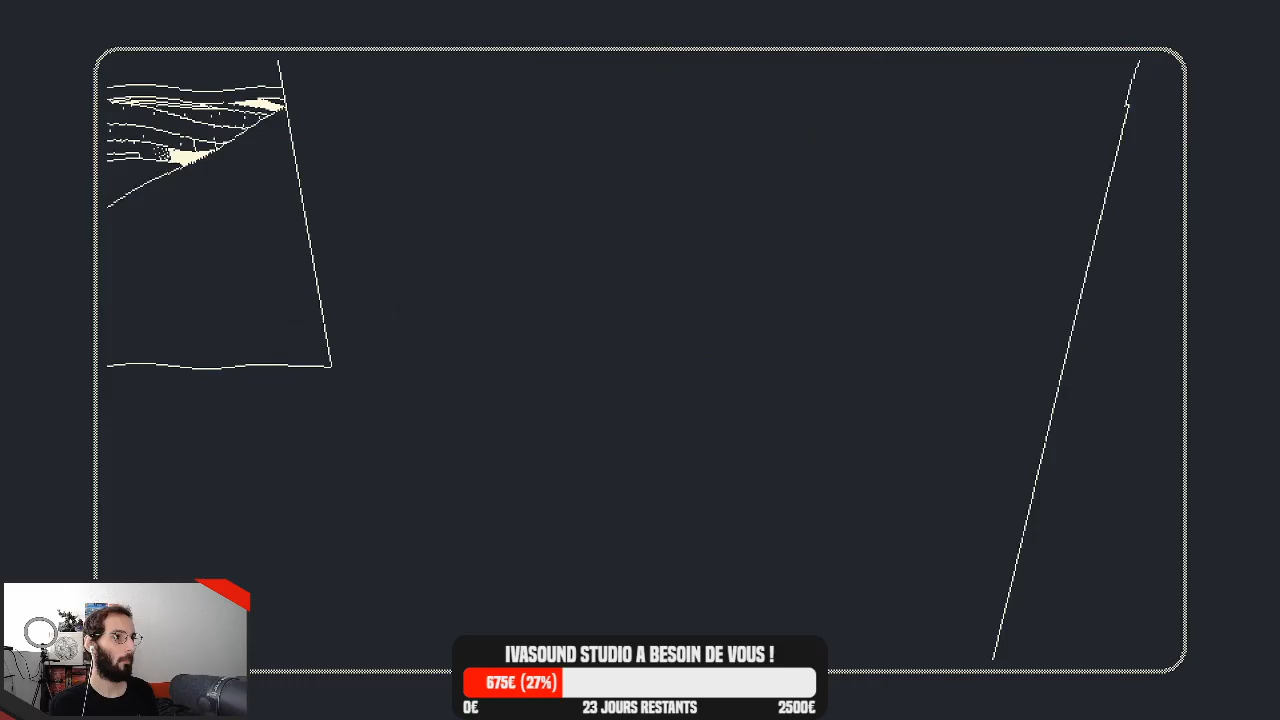 IVASOUND STUDIO A BESOIN DE VOUS !
675€ (27%)
0€ 23 JOURS RESTANTS 2500€